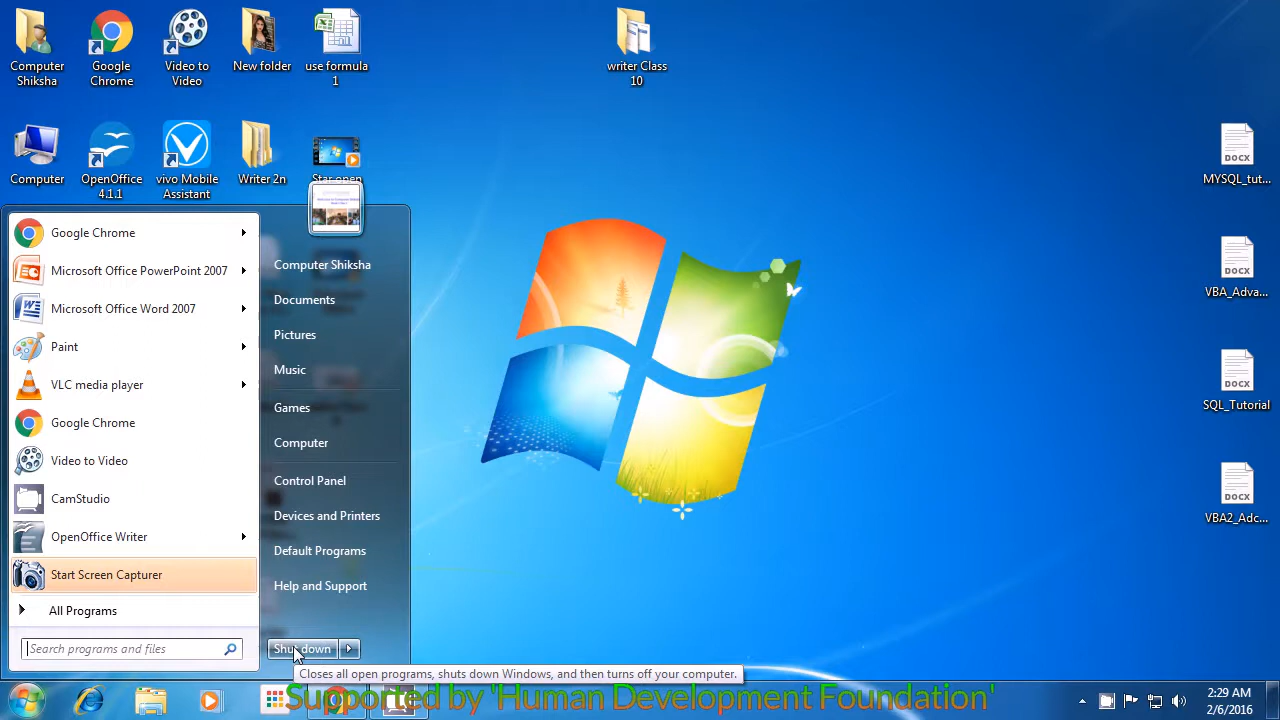 Computer
Shiksha
Google
Chrome
Video to
Video
New folder
use formula
1
writer Class
10
Computer
OpenOffice
4.1.1
vivo Mobile
Assistant
Writer 2n
DOCX
MYSQL_tut...
DOCX
VBA_Adva...
DOCX
SQL_Tutorial
DOCX
VBA2_Adc...
Google Chrome
Microsoft Office PowerPoint 2007
Microsoft Office Word 2007
Paint
VLC media player
Google Chrome
Video to Video
CamStudio
OpenOffice Writer
Start Screen Capturer
All Programs
Search programs and files
Computer Shiksha
Documents
Pictures
Music
Games
Computer
Control Panel
Devices and Printers
Default Programs
Help and Support
Shut down
Closes all open programs, shuts down Windows, and then turns off your computer.
Supported by 'Human Development Foundation'
2:29 AM
2/6/2016